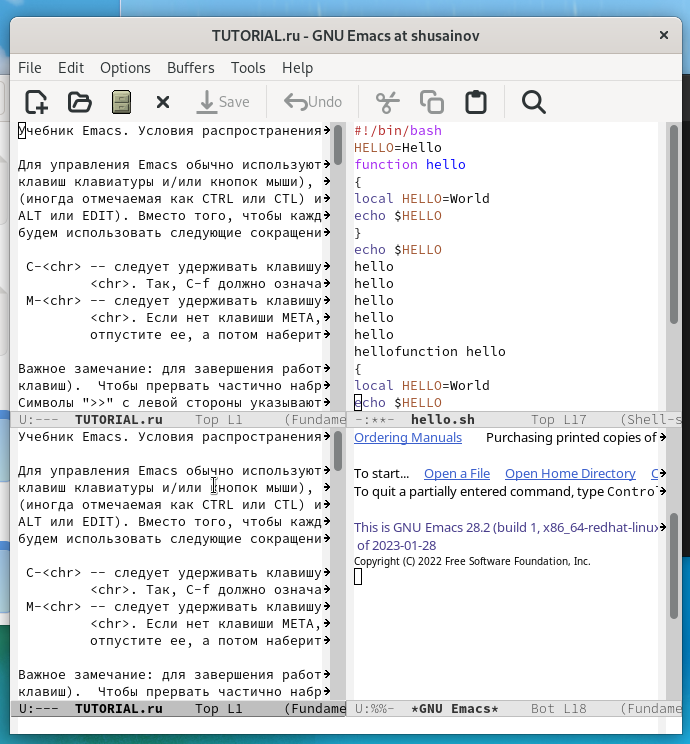 TUTORIAL.ru - GNU Emacs at shusainov
File Edit Options Buffers Tools Help
Save Undo
Учебник Emacs. Условия распространения
Для управления Emacs обычно используют
клавиш клавиатуры и/или кнопок мыши),
(иногда отмечаемая как CTRL или CTL) и
ALT или EDIT). Вместо того, чтобы кажд
будем использовать следующие сокращени
C-<chr> -- следует удерживать клавишу
<chr>. Так, C-f должно означа
M-<chr> -- следует удерживать клавишу
<chr>. Если нет клавиши META,
отпустите ее, а потом наберит
Важное замечание: для завершения работ
клавиш). Чтобы прервать частично набр
Символы ">>" с левой стороны указывают
U:--- TUTORIAL.ru Top L1 (Fundame
#!/bin/bash
HELLO=Hello
function hello
{
local HELLO=World
echo $HELLO
}
echo $HELLO
hello
hello
hello
hello
hello
hellofunction hello
{
local HELLO=World
echo $HELLO
-:**- hello.sh Top L17 (Shell-s
Учебник Emacs. Условия распространения
Для управления Emacs обычно используют
клавиш клавиатуры и/или кнопок мыши),
(иногда отмечаемая как CTRL или CTL) и
ALT или EDIT). Вместо того, чтобы кажд
будем использовать следующие сокращени
C-<chr> -- следует удерживать клавишу
<chr>. Так, C-f должно означа
M-<chr> -- следует удерживать клавишу
<chr>. Если нет клавиши META,
отпустите ее, а потом наберит
Важное замечание: для завершения работ
клавиш). Чтобы прервать частично набр
U:--- TUTORIAL.ru Top L1 (Fundame
Ordering Manuals Purchasing printed copies of
To start... Open a File Open Home Directory C
To quit a partially entered command, type Contro
This is GNU Emacs 28.2 (build 1, x86_64-redhat-linux
of 2023-01-28
Copyright (C) 2022 Free Software Foundation, Inc.
U:%%- *GNU Emacs* Bot L18 (Fundame